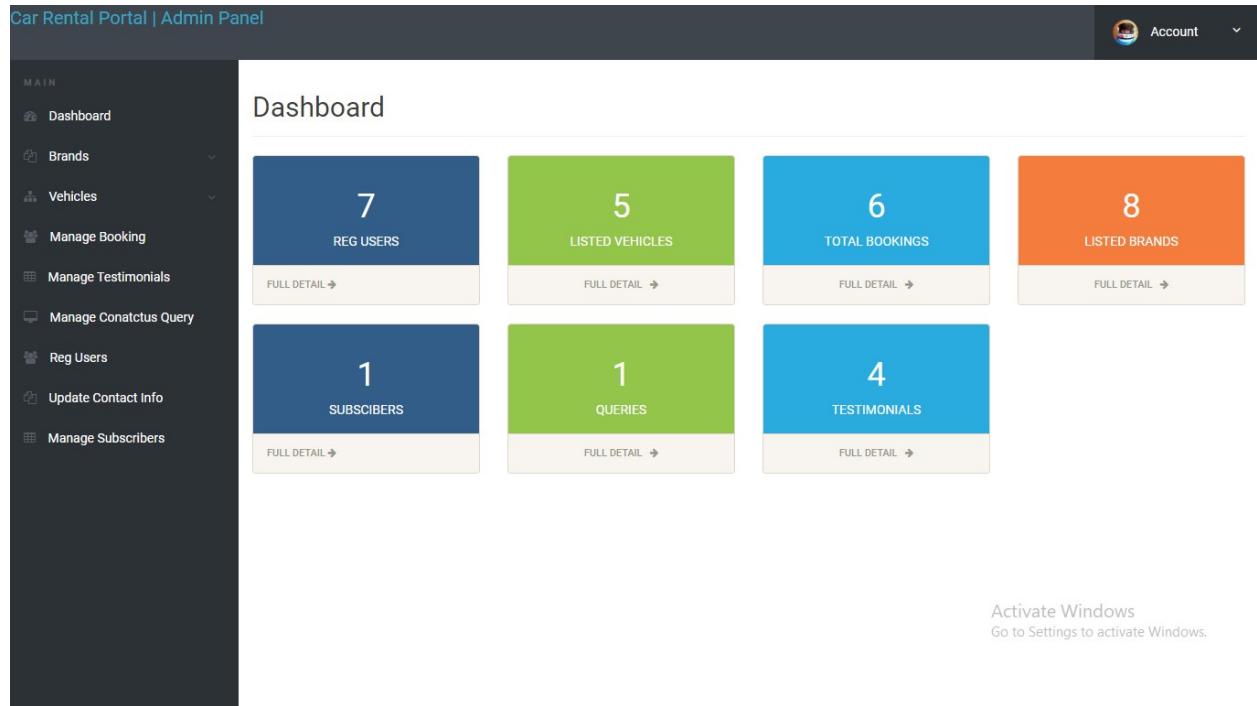 Car Rental Portal | Admin Panel
Account
MAIN
Dashboard
Brands
Vehicles
Manage Booking
Manage Testimonials
Manage Conatctus Query
Reg Users
Update Contact Info
Manage Subscribers
Dashboard
7
REG USERS
FULL DETAIL
5
LISTED VEHICLES
FULL DETAIL
6
TOTAL BOOKINGS
FULL DETAIL
8
LISTED BRANDS
FULL DETAIL
1
SUBSCIBERS
FULL DETAIL
1
QUERIES
FULL DETAIL
4
TESTIMONIALS
FULL DETAIL
Activate Windows
Go to Settings to activate Windows.